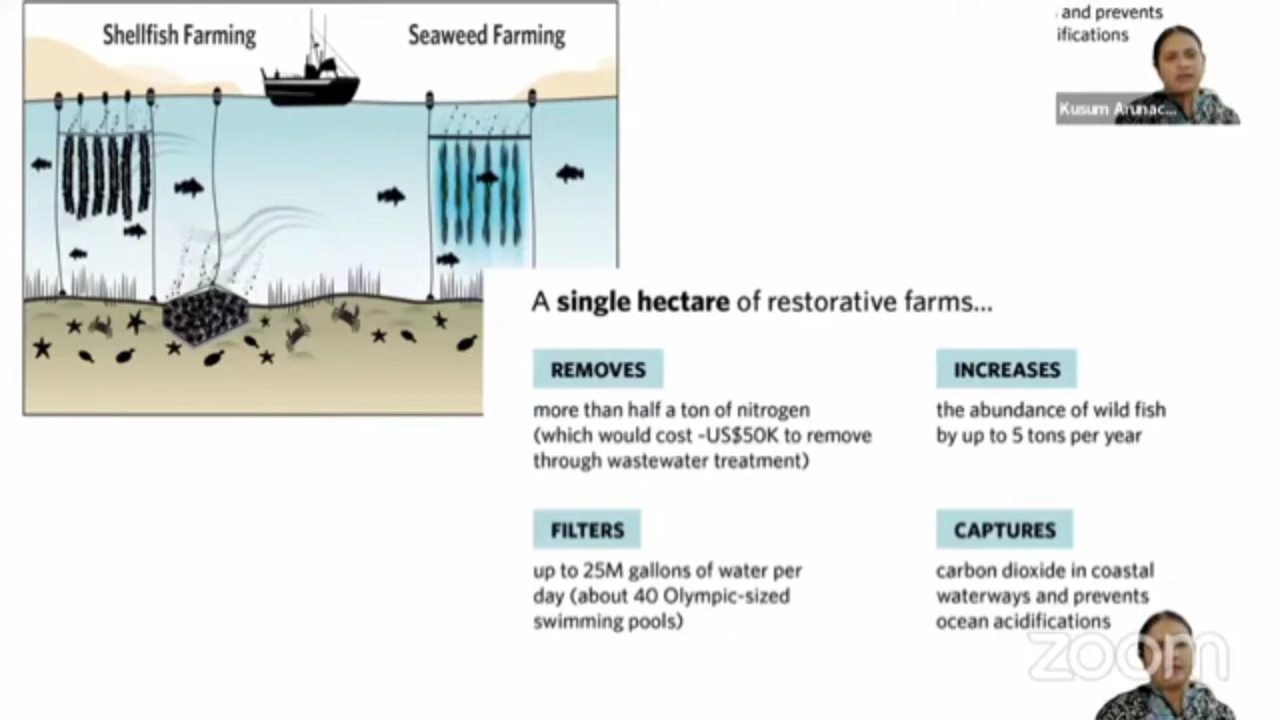 Shellfish Farming
Seaweed Farming
and prevents
ifications
Kusum Arunac...
A single hectare of restorative farms...
REMOVES
more than half a ton of nitrogen
(which would cost ~US$50K to remove
through wastewater treatment)
INCREASES
the abundance of wild fish
by up to 5 tons per year
FILTERS
up to 25M gallons of water per
day (about 40 Olympic-sized
swimming pools)
CAPTURES
carbon dioxide in coastal
waterways and prevents
ocean acidifications
zoom